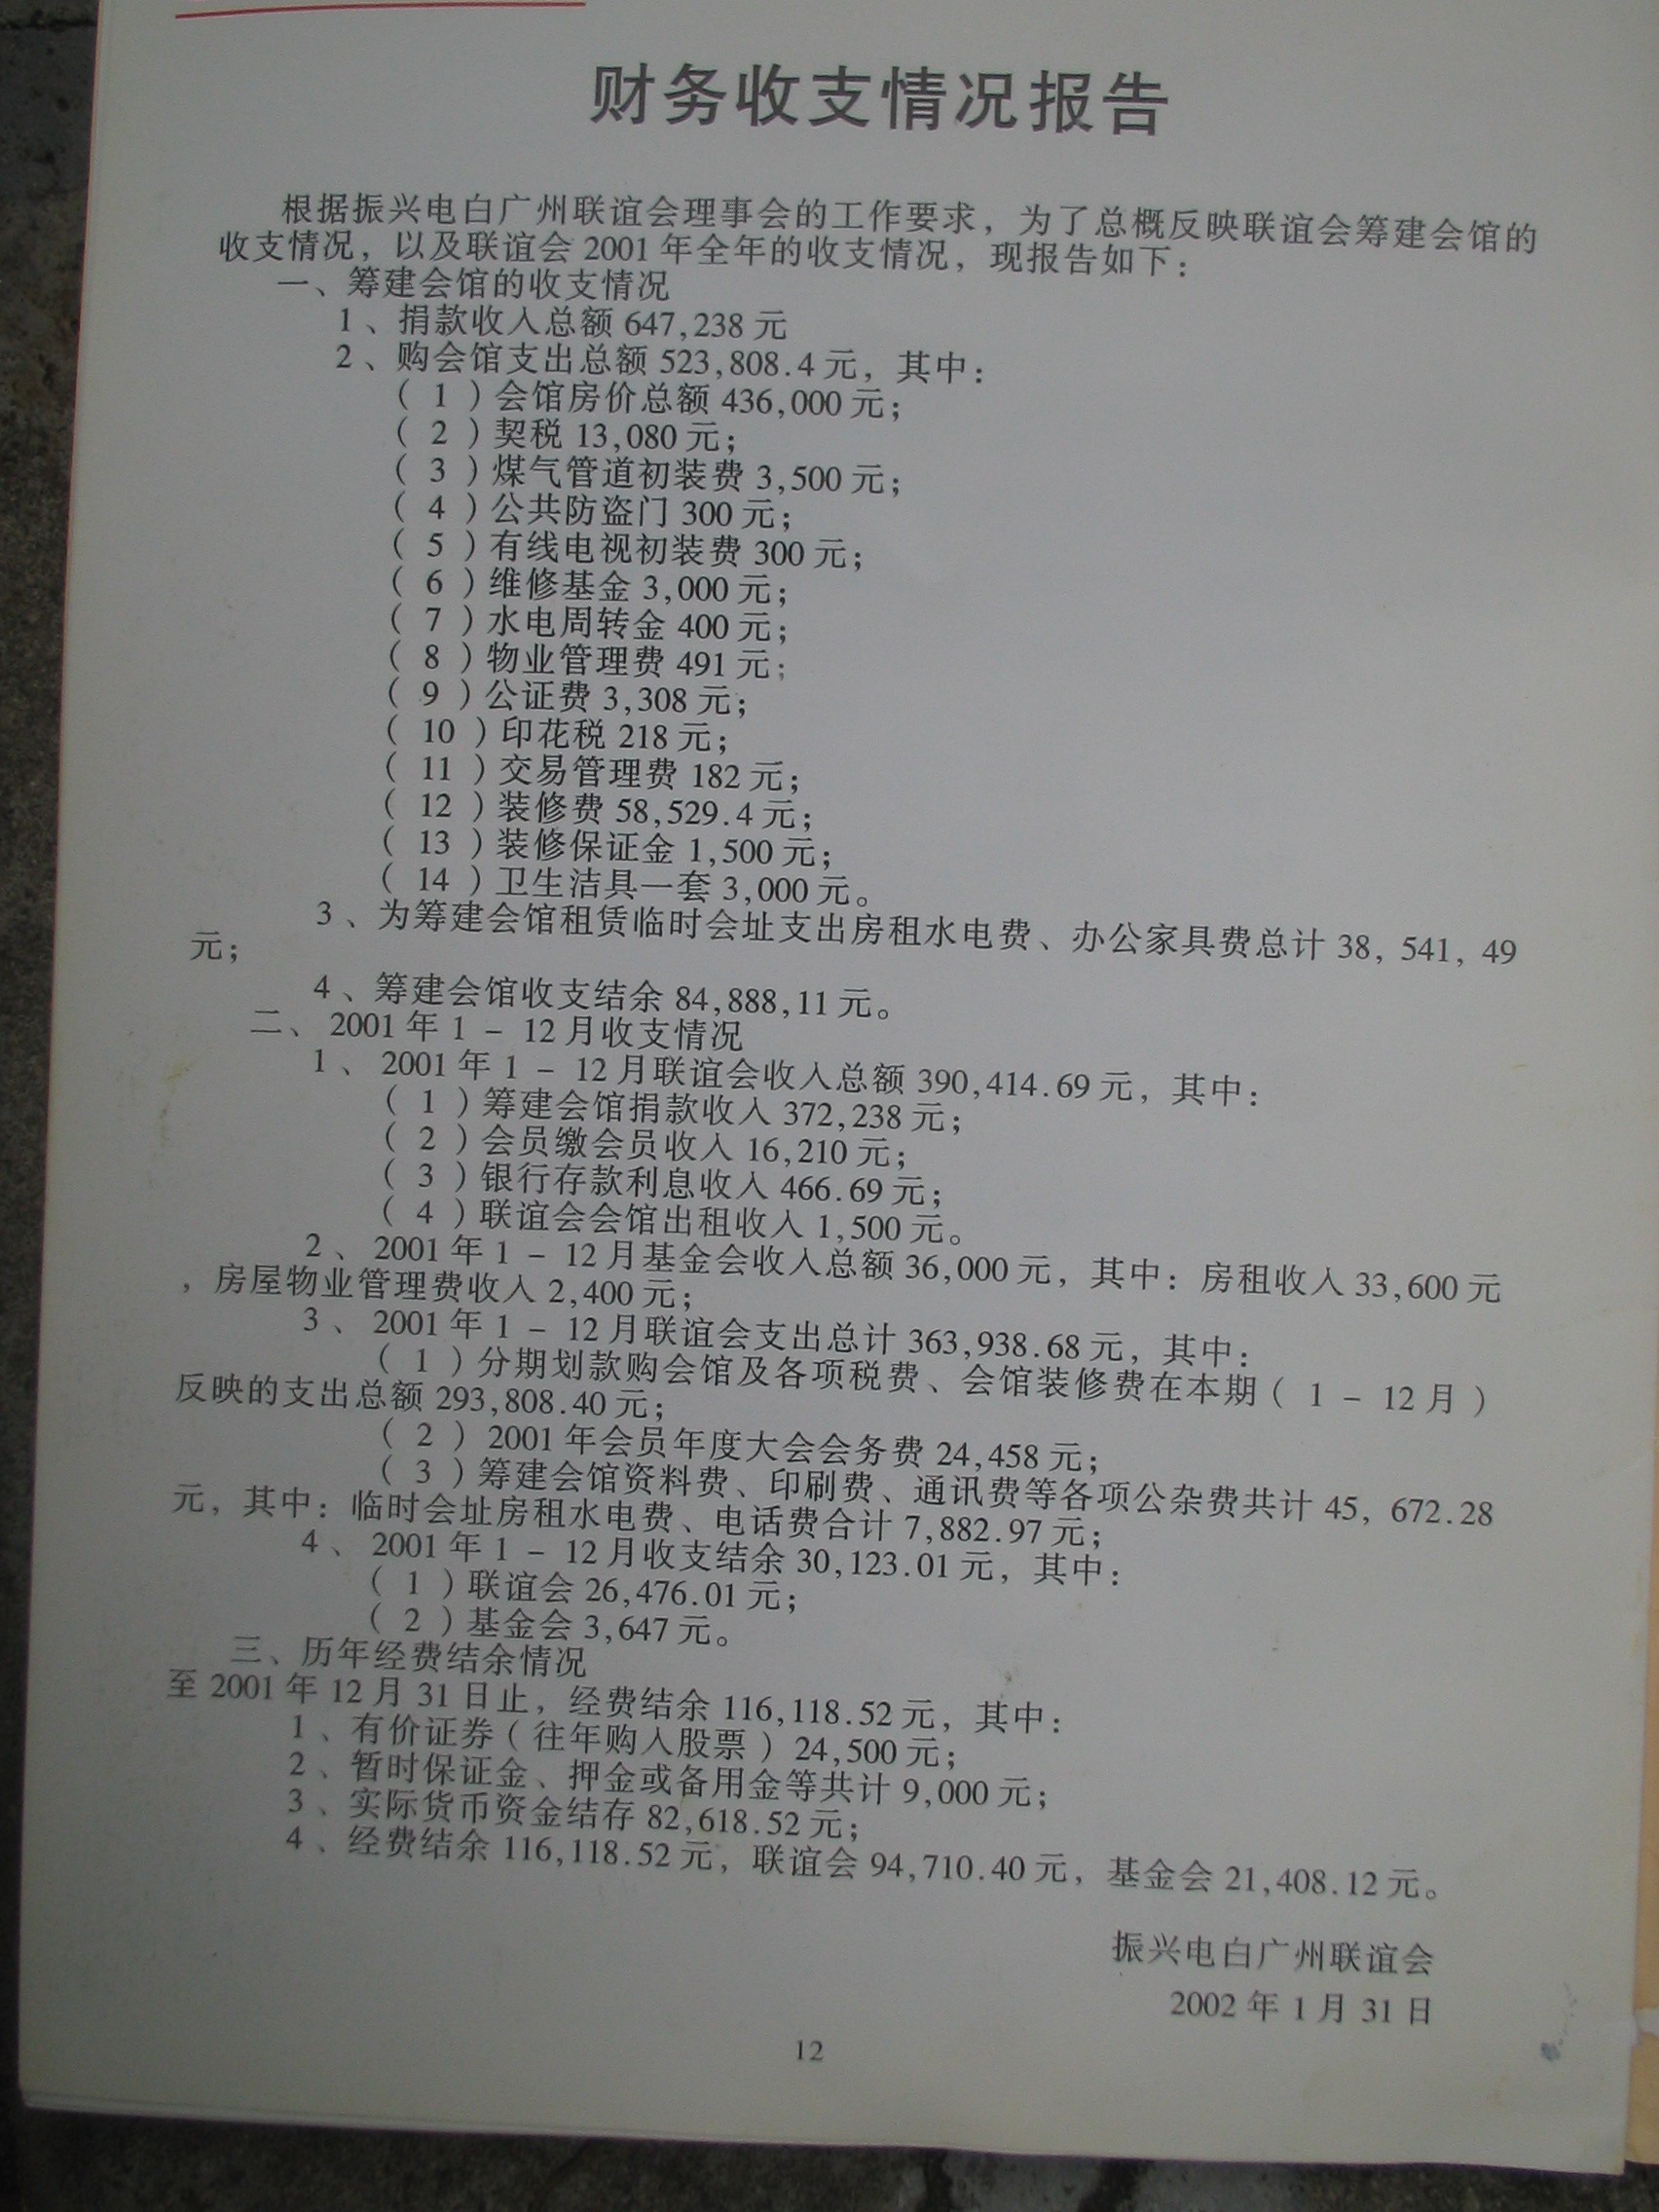 财务收支情况报告
根据振兴电白广州联谊会理事会的工作要求，为了总概反映联谊会筹建会馆的
收支情况，以及联谊会2001年全年的收支情况，现报告如下：
一、筹建会馆的收支情况
1、捐款收入总额647,238元
2、购会馆支出总额523,808.4元，其中：
（1）会馆房价总额436,000元；
（2）契税13,080元；
（3）煤气管道初装费3,500元；
（4）公共防盗门300元；
（5）有线电视初装费300元；
（6）维修基金3,000元；
（7）水电周转金400元；
（8）物业管理费491元；
（9）公证费3,308元；
（10）印花税218元；
（11）交易管理费182元；
（12）装修费58,529.4元；
（13）装修保证金1,500元；
（14）卫生洁具一套3,000元。
3、为筹建会馆租赁临时会址支出房租水电费、办公家具费总计38, 541, 49
元；
4、筹建会馆收支结余84,888,11元。
二、2001年1－12月收支情况
1、2001年1－12月联谊会收入总额390,414.69元，其中：
（1）筹建会馆捐款收入372,238元；
（2）会员缴会员收入16,210元；
（3）银行存款利息收入466.69元；
（4）联谊会会馆出租收入1,500元。
2、2001年1－12月基金会收入总额36,000元，其中：房租收入33,600元
，房屋物业管理费收入2,400元；
3、2001年1－12月联谊会支出总计363,938.68元，其中：
（1）分期划款购会馆及各项税费、会馆装修费在本期（1－12月）
反映的支出总额293,808.40元；
（2）2001年会员年度大会会务费24,458元；
（3）筹建会馆资料费、印刷费、通讯费等各项公杂费共计45, 672.28
元，其中：临时会址房租水电费、电话费合计7,882.97元；
4、2001年1－12月收支结余30,123.01元，其中：
（1）联谊会26,476.01元；
（2）基金会3,647元。
三、历年经费结余情况
至2001年12月31日止，经费结余116,118.52元，其中：
1、有价证券（往年购入股票）24,500元；
2、暂时保证金、押金或备用金等共计9,000元；
3、实际货币资金结存82,618.52元；
4、经费结余116,118.52元，联谊会94,710.40元，基金会21,408.12元。
振兴电白广州联谊会
2002年1月31日
12